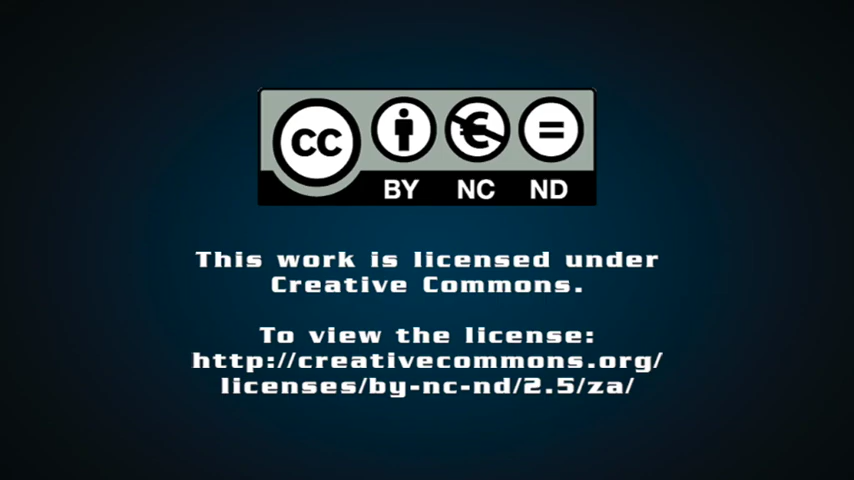 CC
BY NC ND
This work is licensed under
Creative Commons.
To view the license:
http://creativecommons.org/
licenses/by-nc-nd/2.5/za/